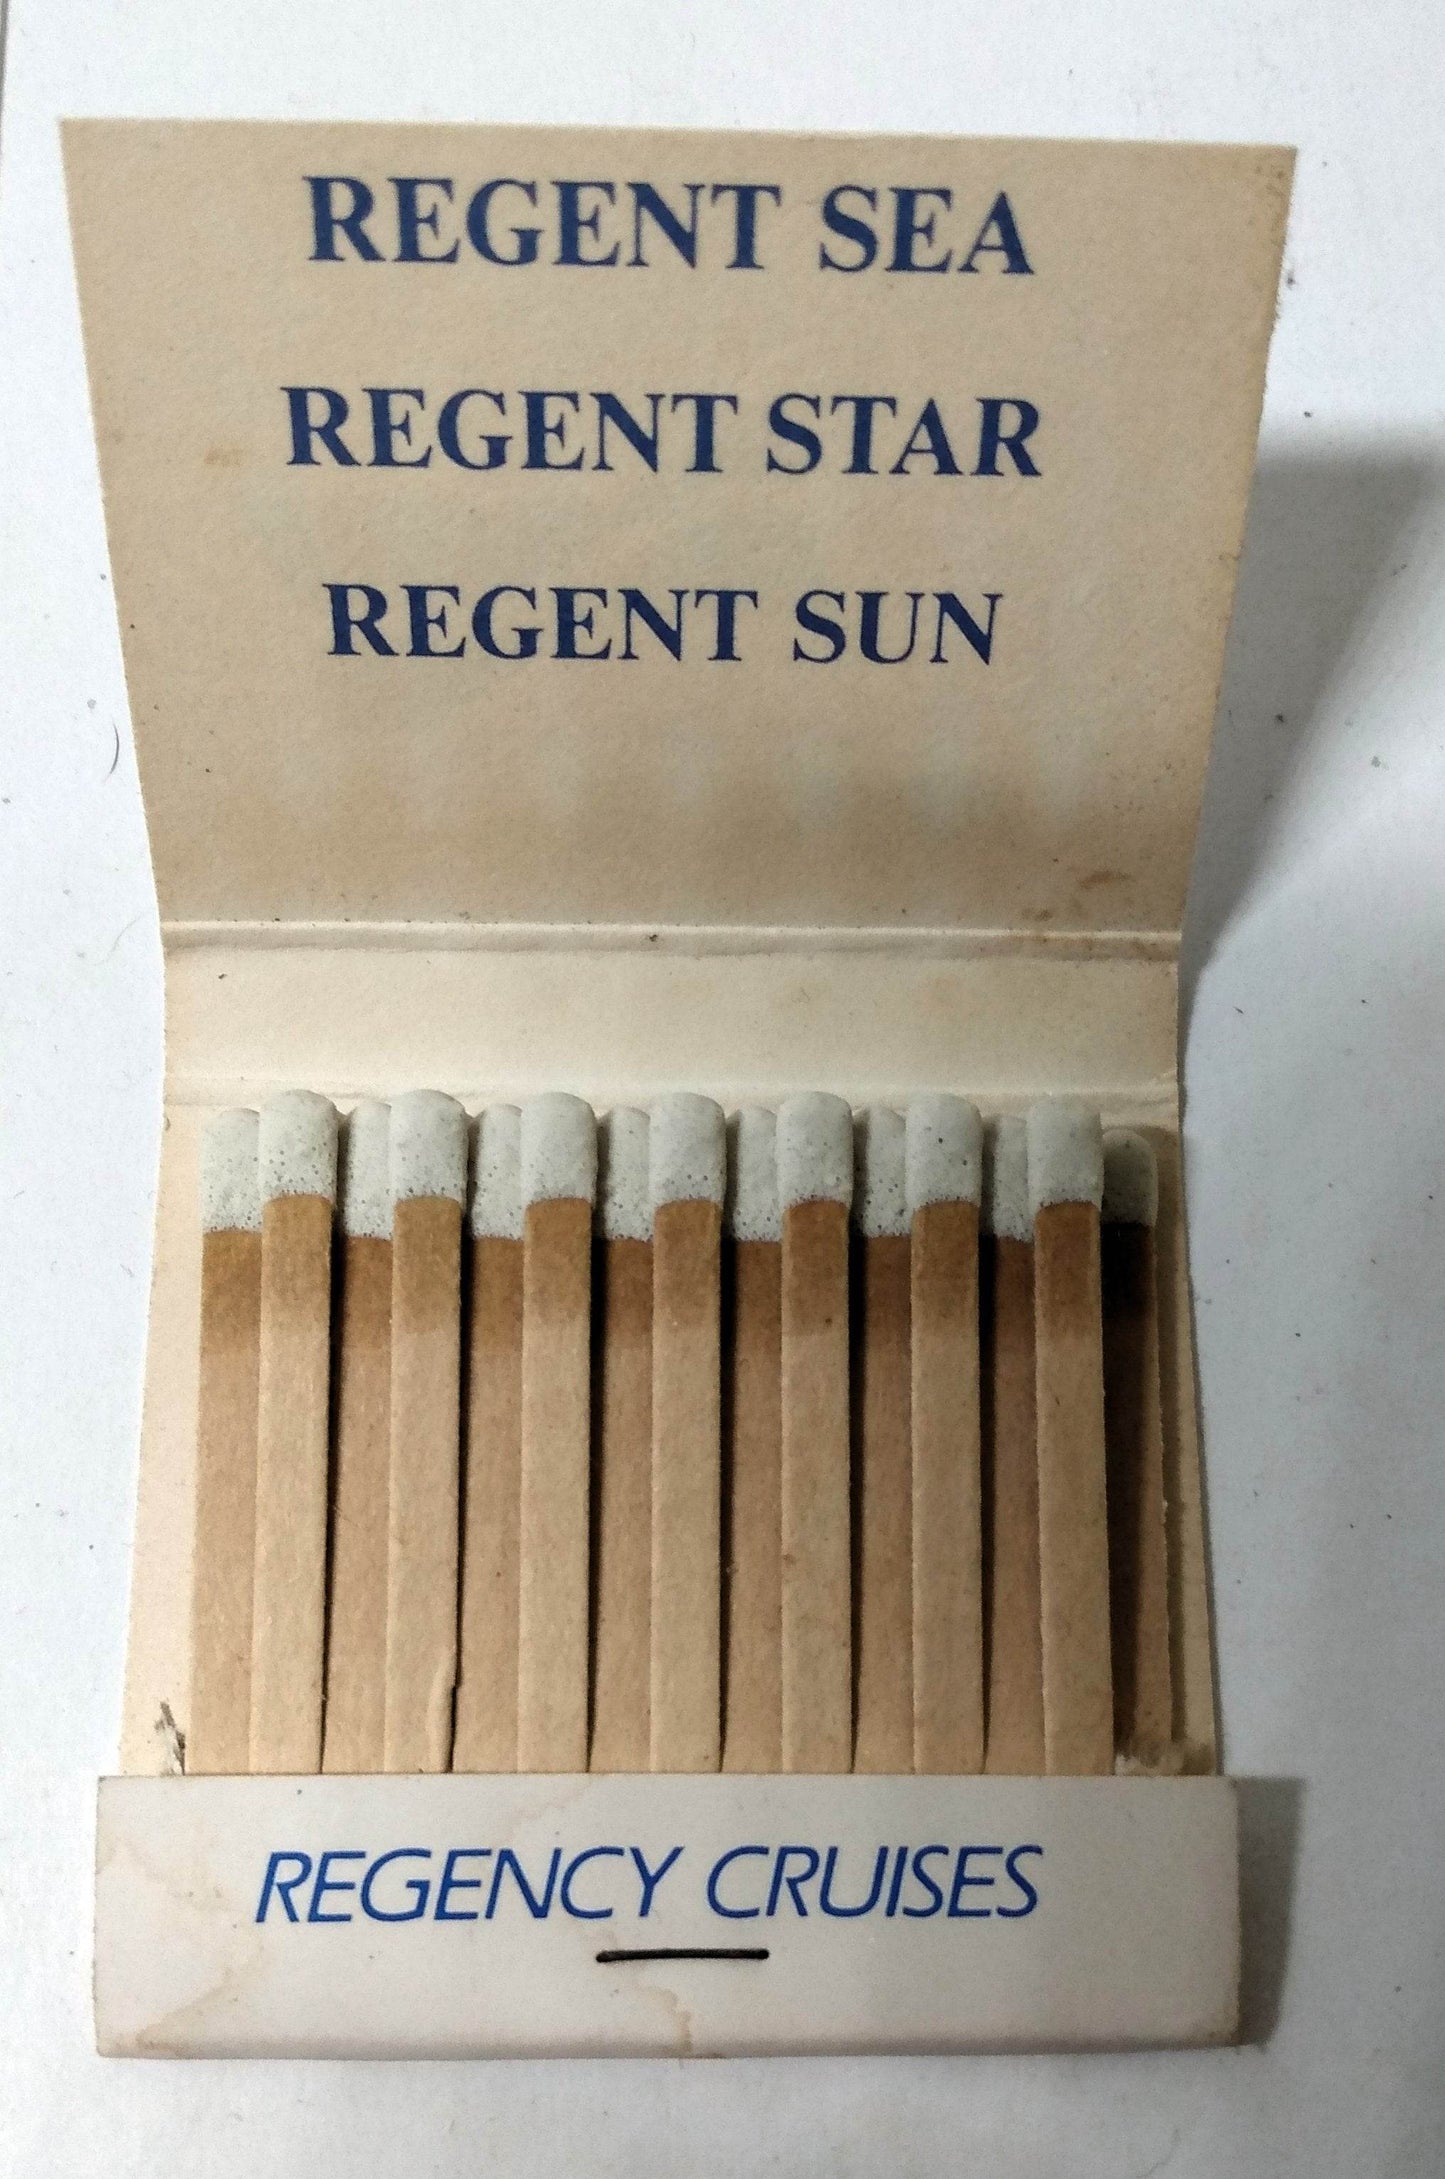 REGENT SEA
REGENT STAR
REGENT SUN
REGENCY CRUISES